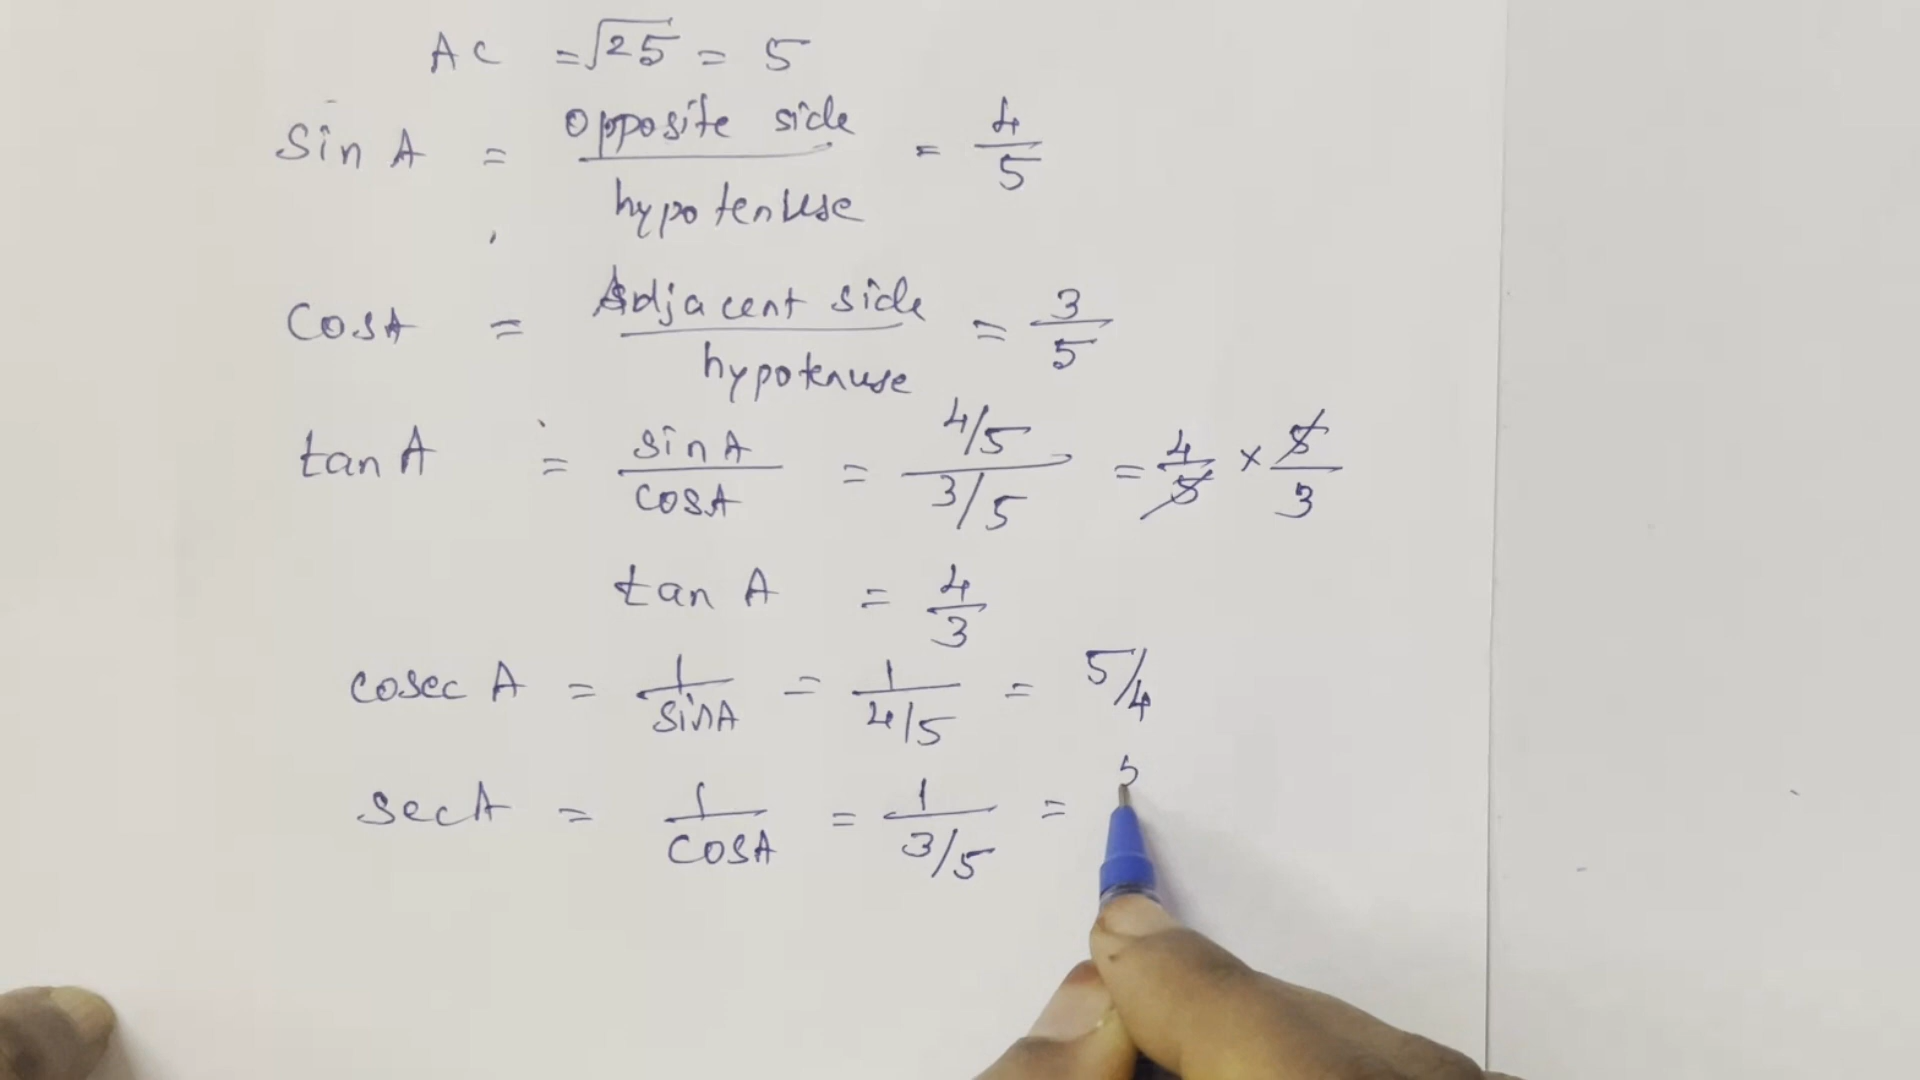 AC = √25 = 5
Sin A = Opposite side / hypotenuse = 4/5
COSA = Adjacent side / hypotenuse = 3/5
tan A = sin A / COSA = 4/5 / 3/5 = 4/5 × 5/3
tan A = 4/3
cosec A = 1/sinA = 1 / 4/5 = 5/4
secA = 1/COSA = 1 / 3/5 = 5